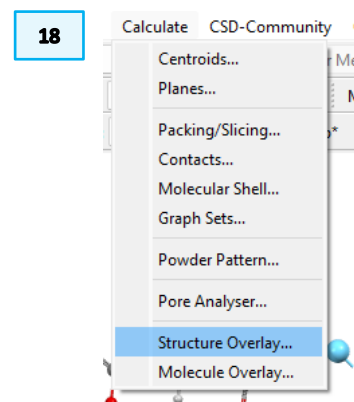 18
Calculate CSD-Community
Centroids...
Planes...
Packing/Slicing...
Contacts...
Molecular Shell...
Graph Sets...
Powder Pattern...
Pore Analyser...
Structure Overlay...
Molecule Overlay...